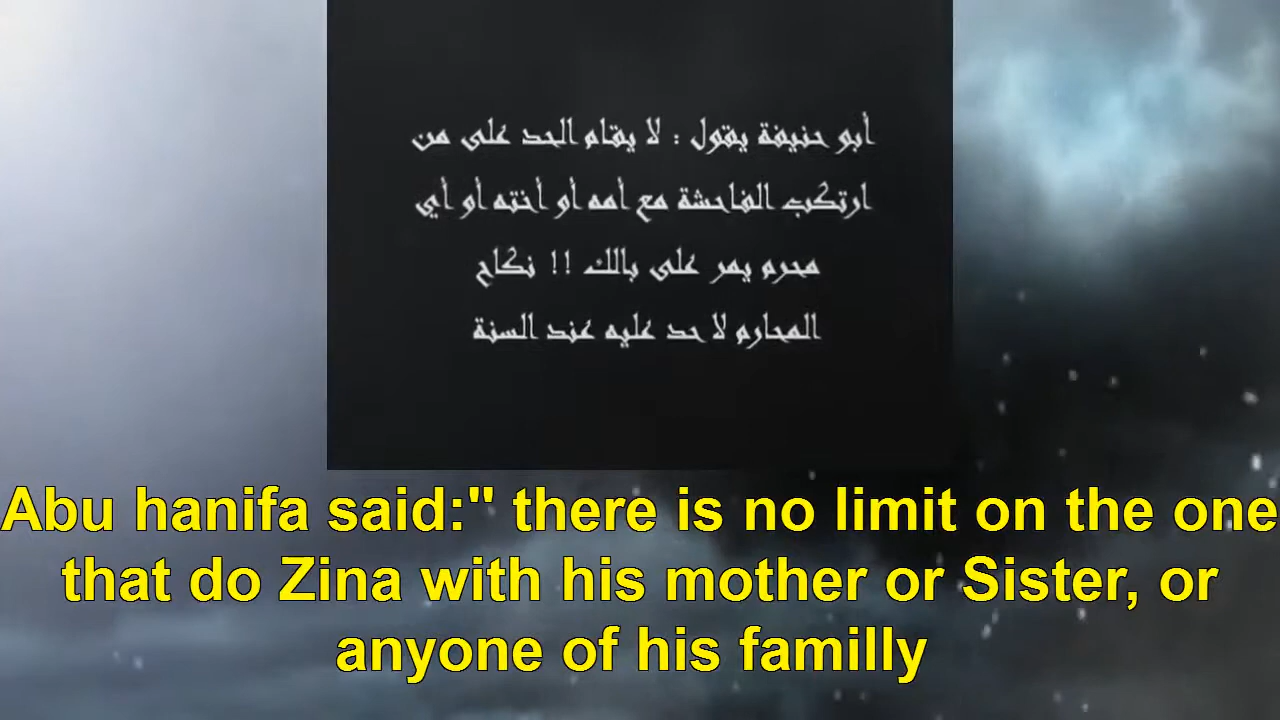 أبو حنيفة يقول : لا يقام الحد على من
ارتكب الفاحشة مع أمه أو أخته أو أي
محرم يمر على بالك !! نكاح
المحارم لا حد عليه عند السنة
Abu hanifa said:" there is no limit on the one
that do Zina with his mother or Sister, or
anyone of his familly